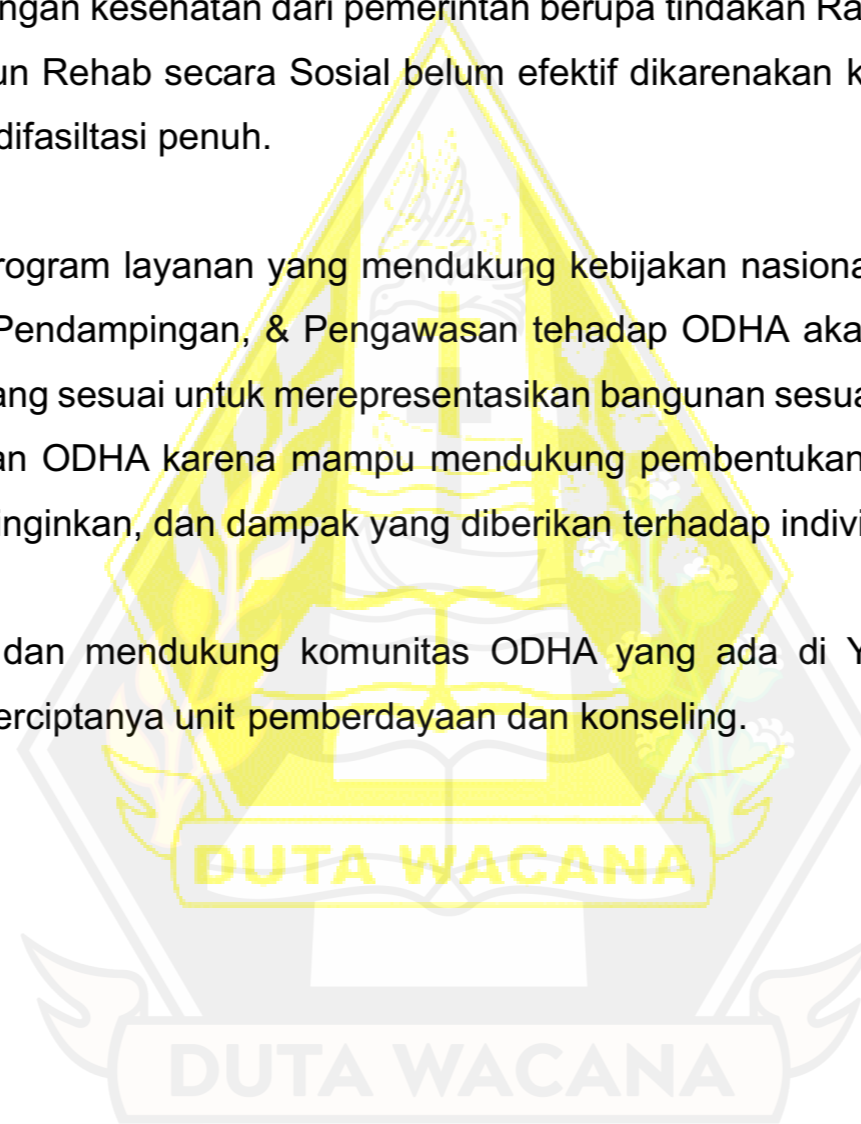 ngan kesehatan dari pemerintah berupa tindakan Ra
un Rehab secara Sosial belum efektif dikarenakan k
difasiltasi penuh.
rogram layanan yang mendukung kebijakan nasiona
Pendampingan, & Pengawasan tehadap ODHA aka
ang sesuai untuk merepresentasikan bangunan sesua
an ODHA karena mampu mendukung pembentukan
inginkan, dan dampak yang diberikan terhadap indivi
dan mendukung komunitas ODHA yang ada di Y
erciptanya unit pemberdayaan dan konseling.
DUTA WACANA
DUTA WACANA